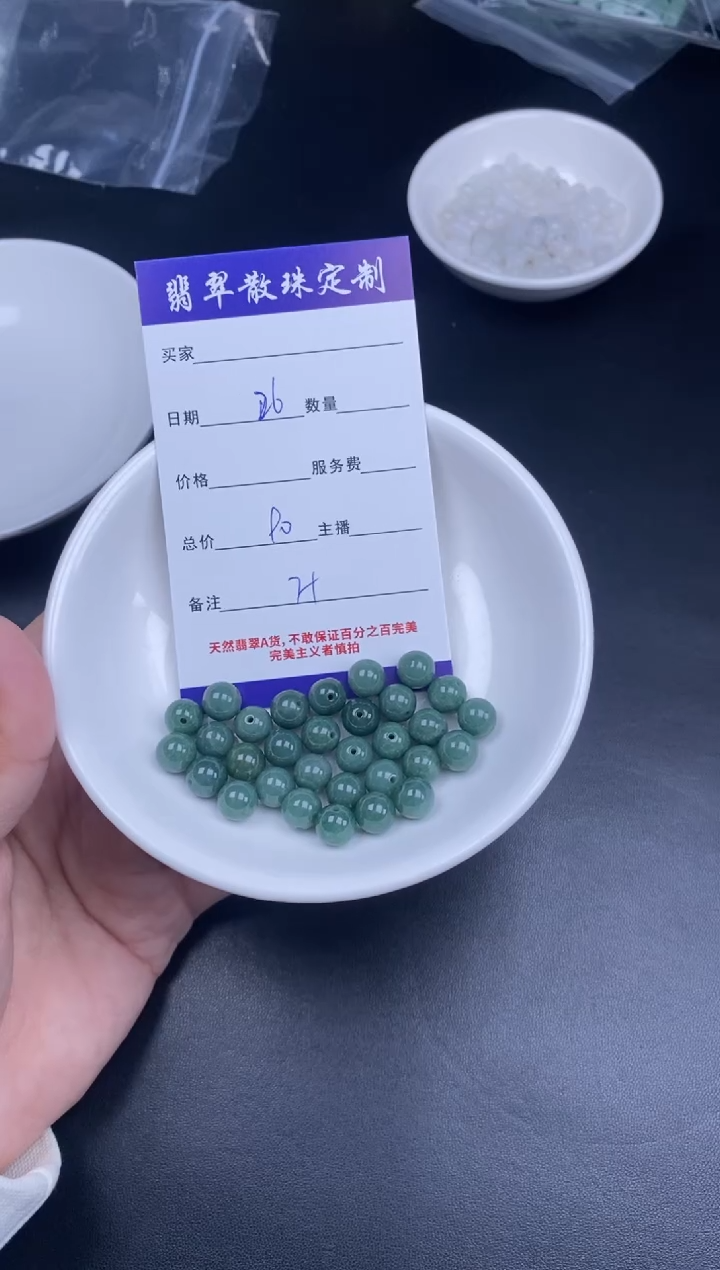 翡翠散珠定制
买家
日期 数量
价格 服务费
总价 主播
备注
天然翡翠A货，不敢保证百分之百完美
完美主义者慎拍